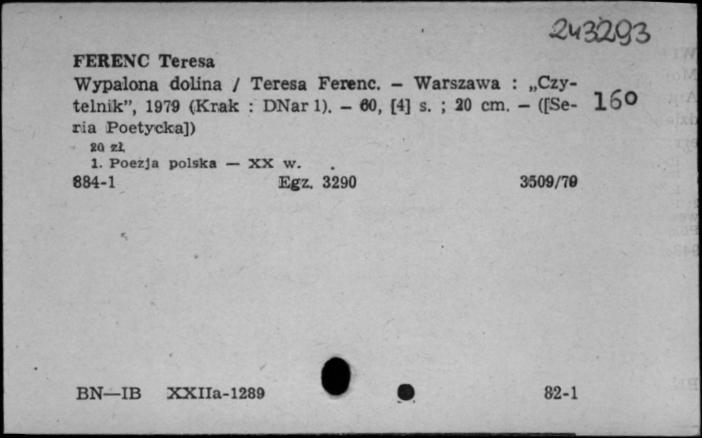 243293
FERENC Teresa
Wypalona dolina / Teresa Ferenc. — Warszawa : „Czy-
telnik”, 1979 (Krak : DNar 1). — 60, [4] s. ; 20 cm. — ([Se-
ria Poetycka])
160
20 zł
1. Poezja polska — XX w.
884-1 Egz. 3290 3509/79
BN—IB XXIIa-1289 82-1